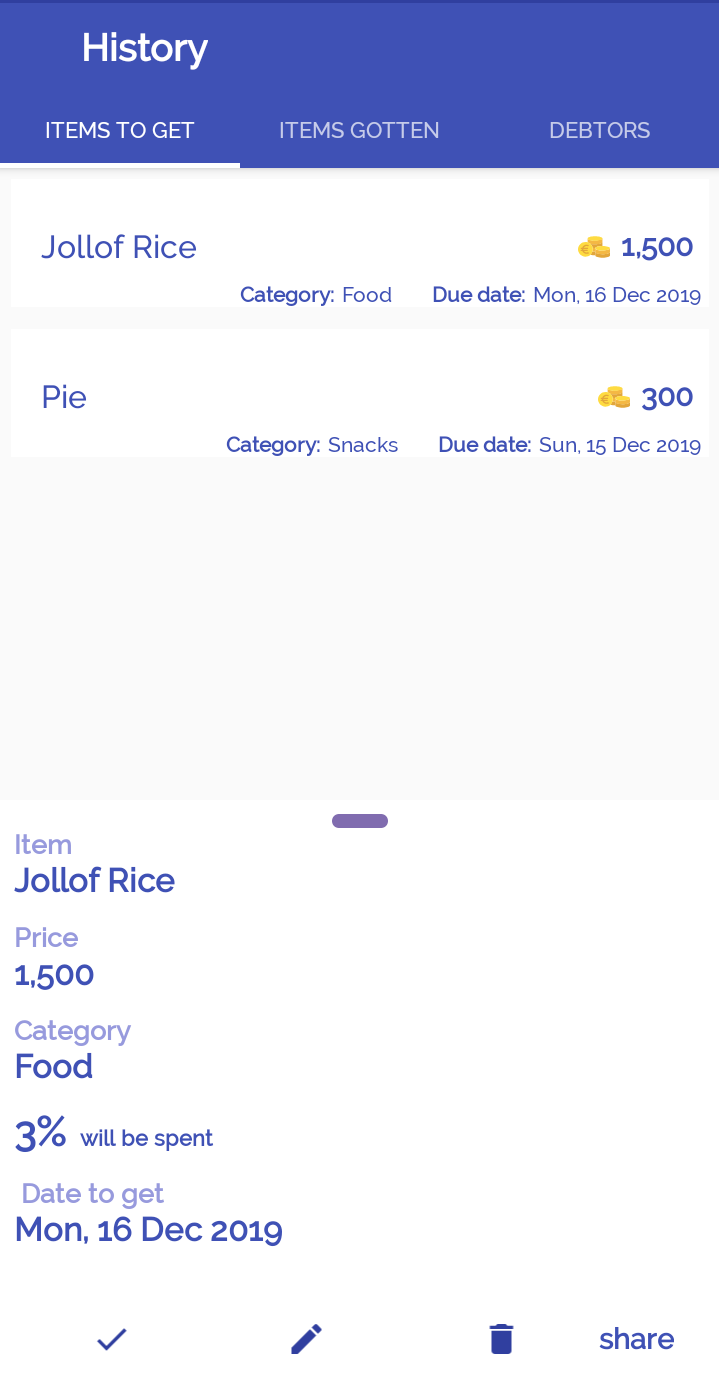 History
ITEMS TO GET ITEMS GOTTEN DEBTORS
Jollof Rice 1,500
Category: Food Due date: Mon, 16 Dec 2019
Pie 300
Category: Snacks Due date: Sun, 15 Dec 2019
Item
Jollof Rice
Price
1,500
Category
Food
3% will be spent
Date to get
Mon, 16 Dec 2019
share